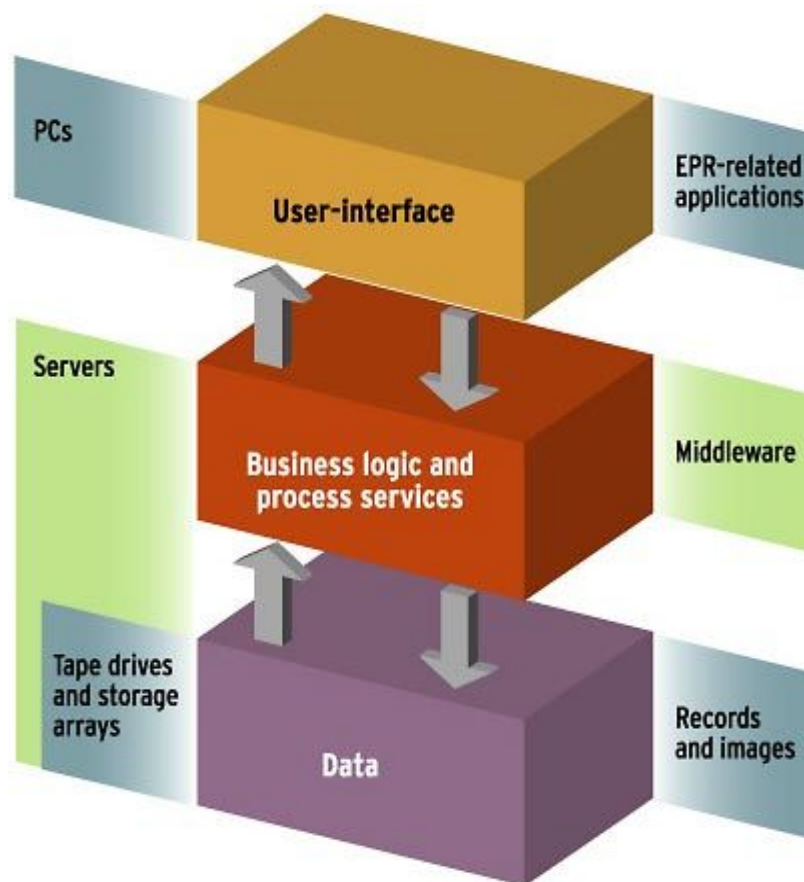 PCs
User-interface
EPR-related
applications
Servers
Business logic and
process services
Middleware
Tape drives
and storage
arrays
Data
Records
and images